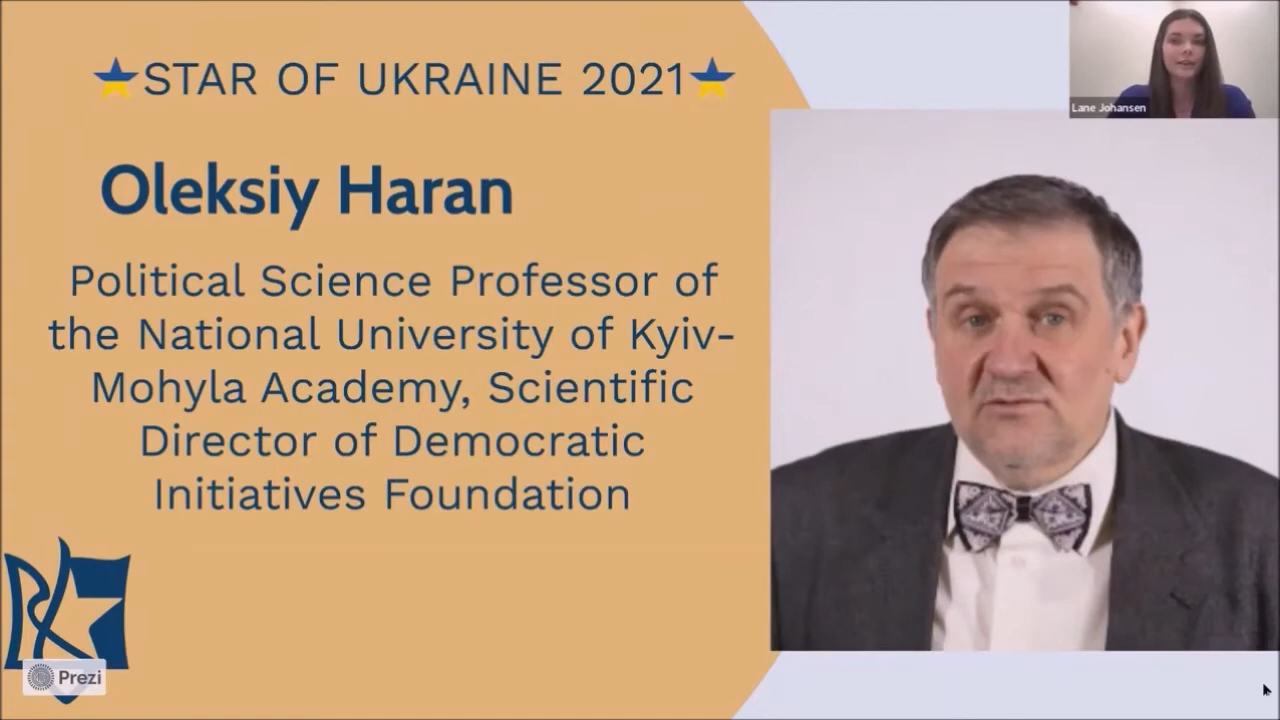 STAR OF UKRAINE 2021
Lane Johansen
Oleksiy Haran
Political Science Professor of
the National University of Kyiv-
Mohyla Academy, Scientific
Director of Democratic
Initiatives Foundation
Prezi